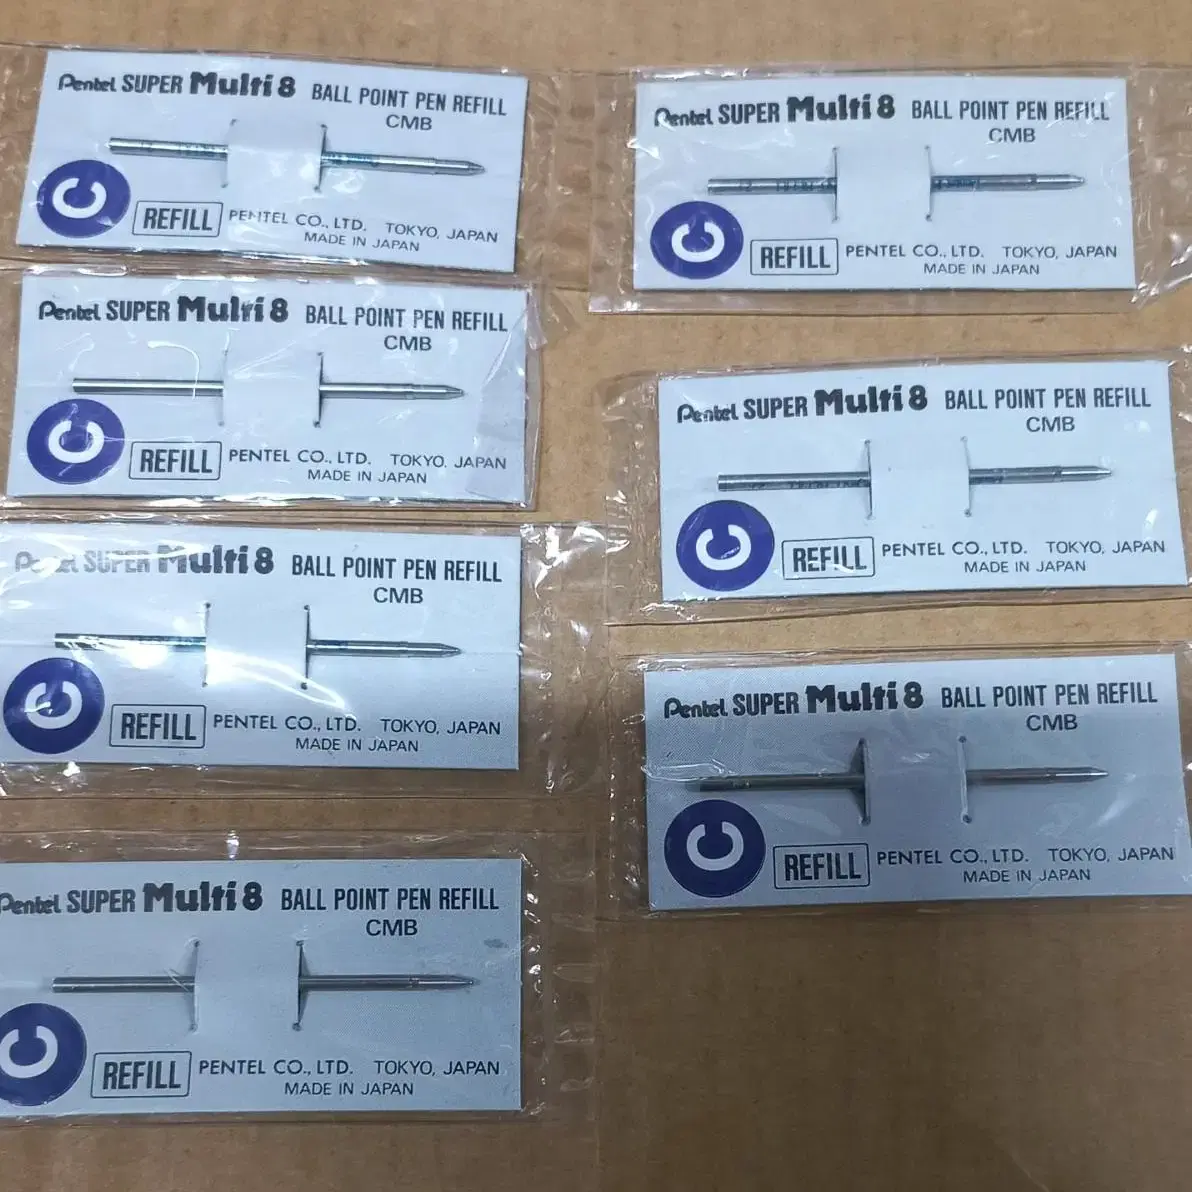 Pentel SUPER Multi 8 BALL POINT PEN REFILL
CMB
C
REFILL PENTEL CO., LTD. TOKYO, JAPAN
MADE IN JAPAN
Pentel SUPER Multi 8 BALL POINT PEN REFILL
CMB
C
REFILL PENTEL CO., LTD. TOKYO, JAPAN
MADE IN JAPAN
Pentel SUPER Multi 8 BALL POINT PEN REFILL
CMB
C
REFILL PENTEL CO., LTD. TOKYO, JAPAN
MADE IN JAPAN
Pentel SUPER Multi 8 BALL POINT PEN REFILL
CMB
C
REFILL PENTEL CO., LTD. TOKYO, JAPAN
MADE IN JAPAN
Pentel SUPER Multi 8 BALL POINT PEN REFILL
CMB
C
REFILL PENTEL CO., LTD. TOKYO, JAPAN
MADE IN JAPAN
Pentel SUPER Multi 8 BALL POINT PEN REFILL
CMB
C
REFILL PENTEL CO., LTD. TOKYO, JAPAN
MADE IN JAPAN
Pentel SUPER Multi 8 BALL POINT PEN REFILL
CMB
C
REFILL PENTEL CO., LTD. TOKYO, JAPAN
MADE IN JAPAN